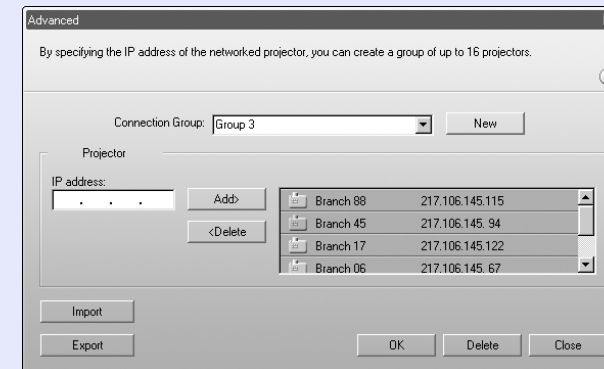 Advanced
By specifying the IP address of the networked projector, you can create a group of up to 16 projectors.
Connection Group: Group 3 New
Projector
IP address:
. . . Add>
<Delete
Branch 88 217.106.145.115
Branch 45 217.106.145. 94
Branch 17 217.106.145.122
Branch 06 217.106.145. 67
Import
Export OK Delete Close